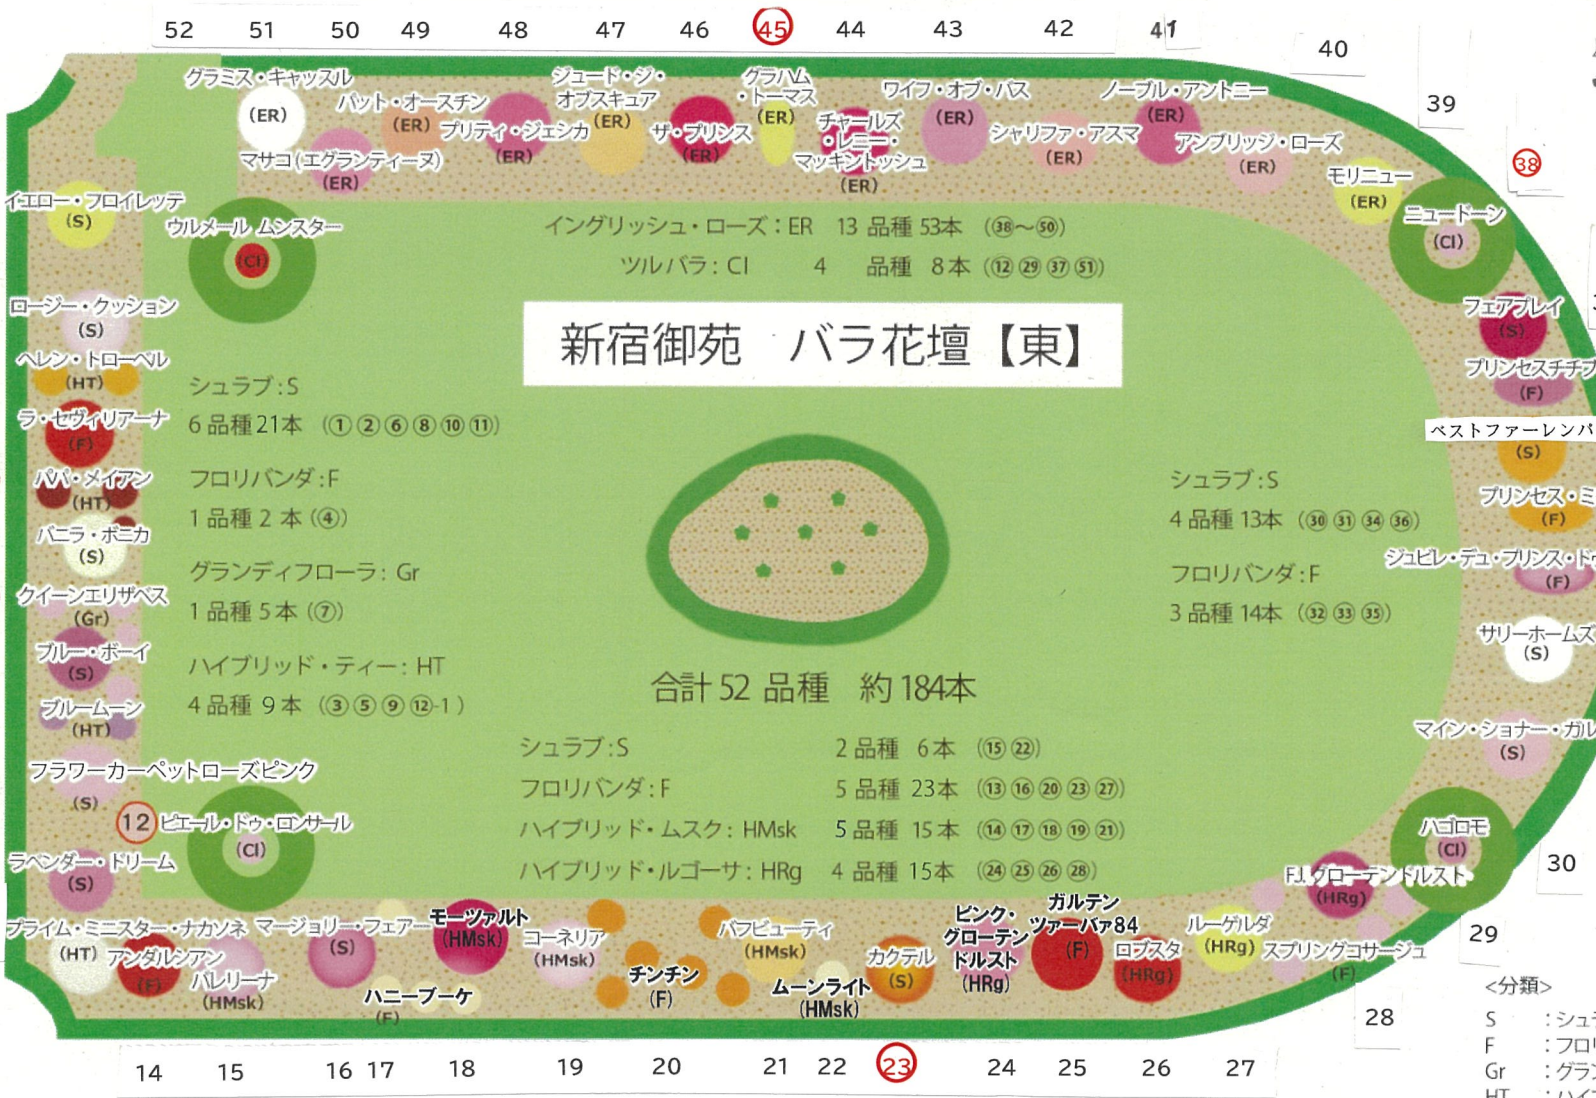 52 51 50 49 48 47 46 45 44 43 42 41
40
39
38
グラミス・キャッスル
(ER)
マサコ(エグランティーヌ)
(ER)
パット・オースチン
(ER)
プリティ・ジェシカ
(ER)
ジュード・ジ・
オブスキュア
(ER)
ザ・プリンス
(ER)
グラハム
・トーマス
(ER)
チャールズ
・レニー・
マッキントッシュ
(ER)
ワイフ・オブ・バス
(ER)
シャリファ・アスマ
(ER)
ノーブル・アントニー
(ER)
アンブリッジ・ローズ
(ER)
モリニュー
(ER)
ニュードーン
(Cl)
フェアプレイ
(S)
プリンセスチチブ
(F)
ベストファーレンパ
(S)
プリンセス・ミ
(F)
ジュビレ・デュ・プリンス・ドゥ
(F)
サリーホームズ
(S)
マイン・ショナー・ガル
(S)
ハゴロモ
(Cl)
30
29
28
イエロー・フロイレッテ
(S)
ウルメール ムンスター
(Cl)
ロージー・クッション
(S)
ヘレン・トローベル
(HT)
ラ・セヴィリアーナ
(F)
パパ・メイアン
(HT)
バニラ・ボニカ
(S)
クイーンエリザベス
(Gr)
ブルー・ボーイ
(S)
ブルームーン
(HT)
フラワーカーペットローズピンク
(S)
12 ピエール・ドゥ・ロンサール
(Cl)
ラベンダー・ドリーム
(S)
イングリッシュ・ローズ：ER 13 品種 53本 (㊳～㊿)
ツルバラ：Cl 4 品種 8本 (⑫ ㉙ ㊲ 51)
新宿御苑 バラ花壇【東】
シュラブ：S
6 品種 21本 (① ② ⑥ ⑧ ⑩ ⑪)
フロリバンダ：F
1 品種 2 本 (④)
グランディフローラ：Gr
1 品種 5 本 (⑦)
ハイブリッド・ティー：HT
4 品種 9 本 (③ ⑤ ⑨ ⑫-1)
シュラブ：S
4 品種 13本 (㉚ ㉛ ㉞ ㊱)
フロリバンダ：F
3 品種 14本 (㉜ ㉝ ㉟)
合計 52 品種 約 184本
シュラブ：S 2 品種 6本 (⑮ ㉒)
フロリバンダ：F 5 品種 23本 (⑬ ⑯ ⑳ ㉓ ㉗)
ハイブリッド・ムスク：HMsk 5 品種 15本 (⑭ ⑰ ⑱ ⑲ ㉑)
ハイブリッド・ルゴーサ：HRg 4 品種 15本 (㉔ ㉕ ㉖ ㉘)
プライム・ミニスター・ナカソネ
(HT)
アンダルシアン
(F)
バレリーナ
(HMsk)
マージョリー・フェアー
(S)
ハニーブーケ
(F)
モーツァルト
(HMsk)
コーネリア
(HMsk)
チンチン
(F)
バフビューティ
(HMsk)
ムーンライト
(HMsk)
カクテル
(S)
ピンク・
グローテン
ドルスト
(HRg)
ガルテン
ツァーバァ84
(F)
ロブスタ
(HRg)
ルーゲルダ
(HRg)
F.J.グローテンドルスト
(HRg)
スプリングコサージュ
(F)
14 15 16 17 18 19 20 21 22 23 24 25 26 27
<分類>
S ：シュラ
F ：フロリ
Gr ：グラン
HT ：ハイブ